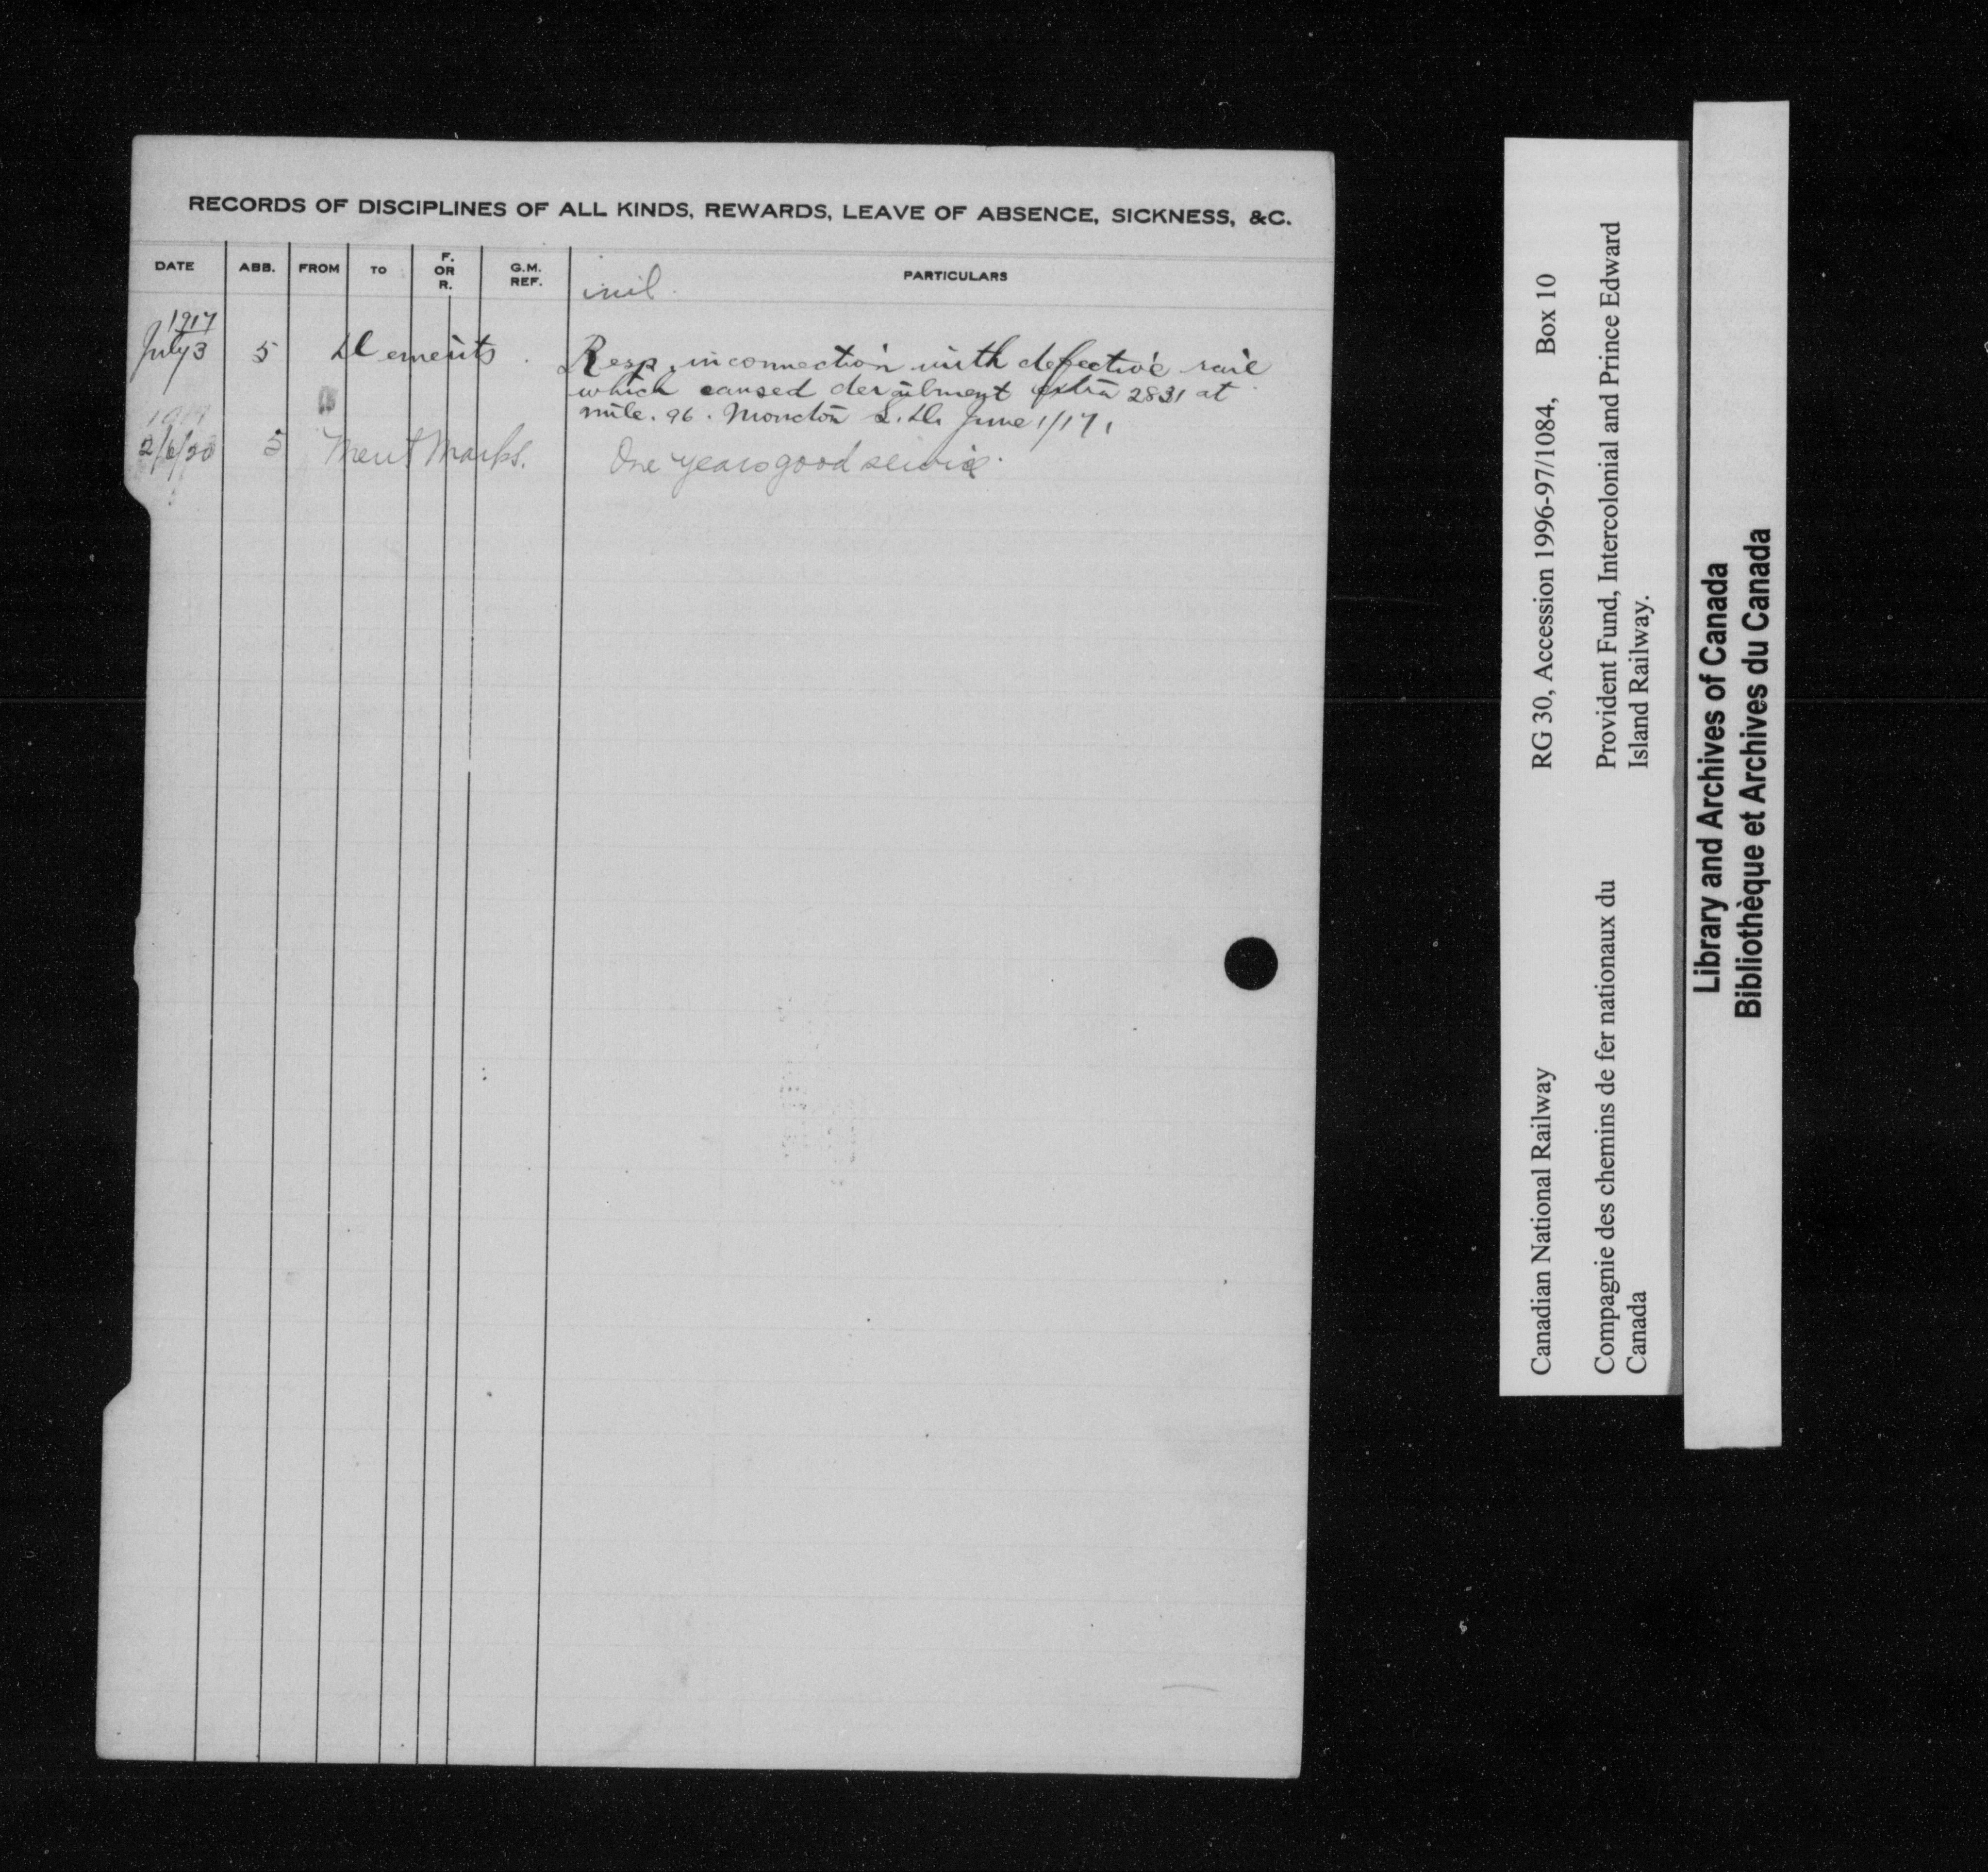 RECORDS OF DISCIPLINES OF ALL KINDS, REWARDS, LEAVE OF ABSENCE, SICKNESS, &C.
DATE ABB. FROM TO F. OR R. G.M. REF. PARTICULARS
nil.
1917
July 3 5 Demerits. Resp. in connection with defective rail
which caused derailment extra 2831 at
mile. 96. Moncton S.D. June 1/17.
2/6/20 5 Merit Marks. One years good service.
Canadian National Railway RG 30, Accession 1996-97/1084, Box 10
Compagnie des chemins de fer nationaux du Provident Fund, Intercolonial and Prince Edward
Canada Island Railway.
Library and Archives of Canada
Bibliothèque et Archives du Canada